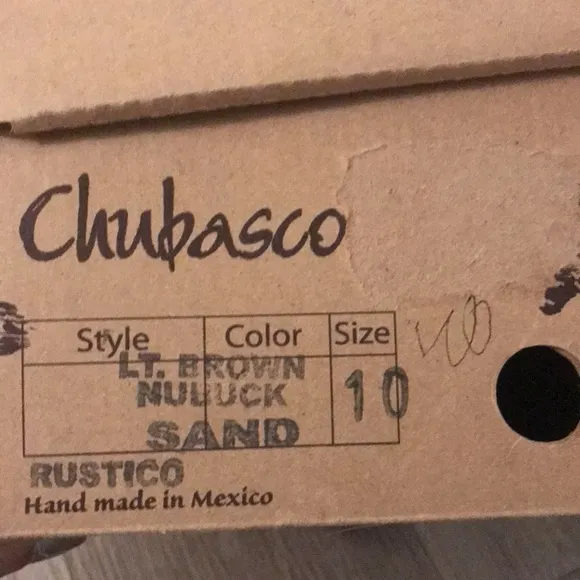 Chubasco
Style Color Size
LT. BROWN
NUBUCK 10
SAND
RUSTICO
Hand made in Mexico